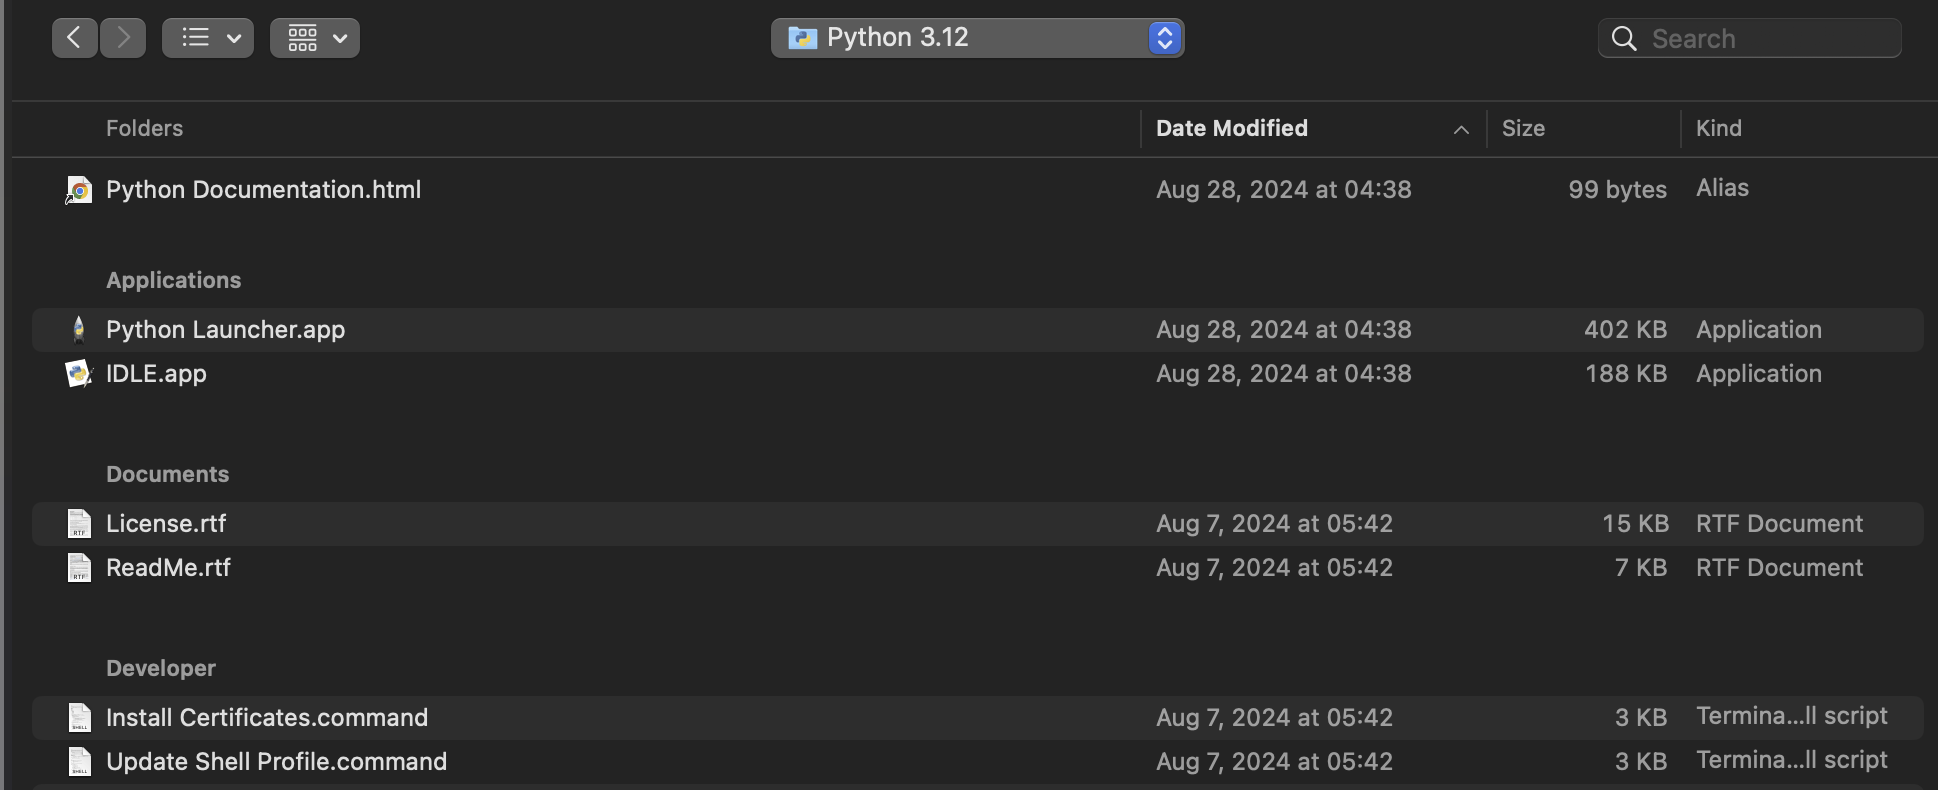 Python 3.12
Search
Folders Date Modified Size Kind
Python Documentation.html Aug 28, 2024 at 04:38 99 bytes Alias
Applications
Python Launcher.app Aug 28, 2024 at 04:38 402 KB Application
IDLE.app Aug 28, 2024 at 04:38 188 KB Application
Documents
License.rtf Aug 7, 2024 at 05:42 15 KB RTF Document
ReadMe.rtf Aug 7, 2024 at 05:42 7 KB RTF Document
Developer
Install Certificates.command Aug 7, 2024 at 05:42 3 KB Termina...ll script
Update Shell Profile.command Aug 7, 2024 at 05:42 3 KB Termina...ll script